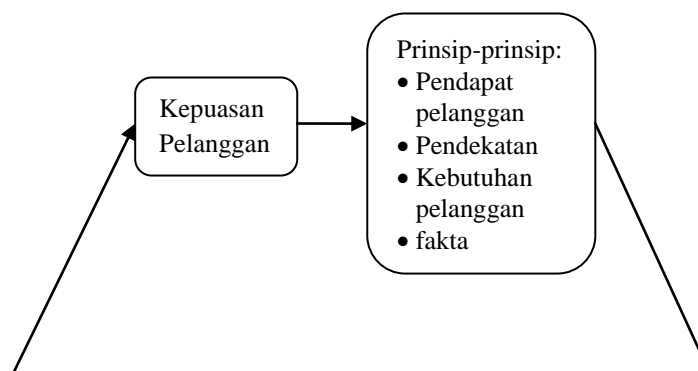 Kepuasan
Pelanggan
Prinsip-prinsip:
• Pendapat
pelanggan
• Pendekatan
• Kebutuhan
pelanggan
• fakta